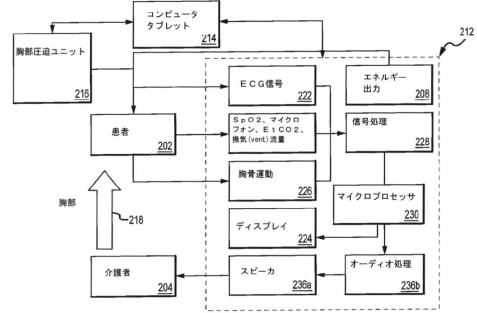 コンピュータ
タブレット
214
212
胸部圧迫ユニット
216
ECG信号
222
エネルギー
出力
208
患者
202
SpO2、マイクロ
フォン、EtCO2、
換気(vent)流量
信号処理
228
胸骨運動
226
マイクロプロセッサ
230
胸部
218
ディスプレイ
224
介護者
204
スピーカ
236a
オーディオ処理
236b